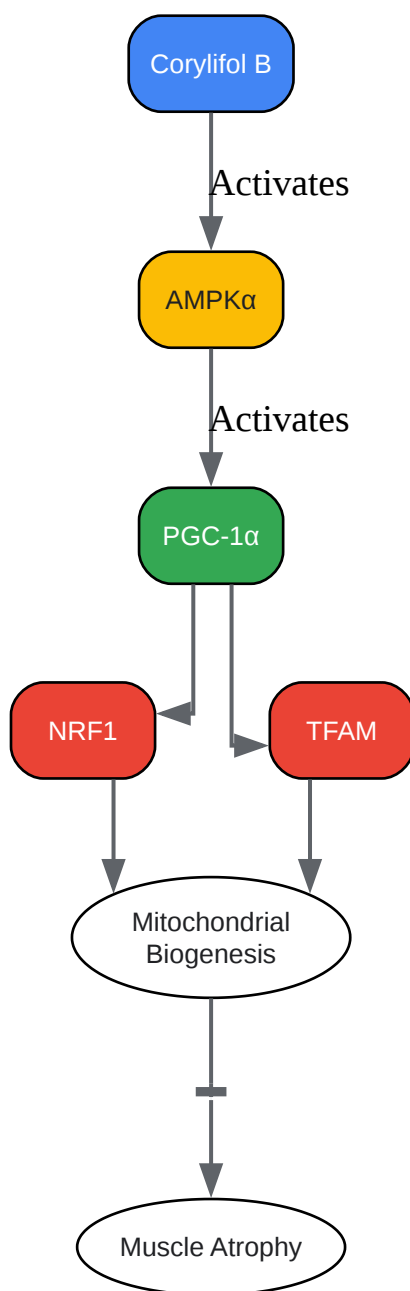 Corylifol B
Activates
AMPKα
Activates
PGC-1α
NRF1
TFAM
Mitochondrial
Biogenesis
Muscle Atrophy